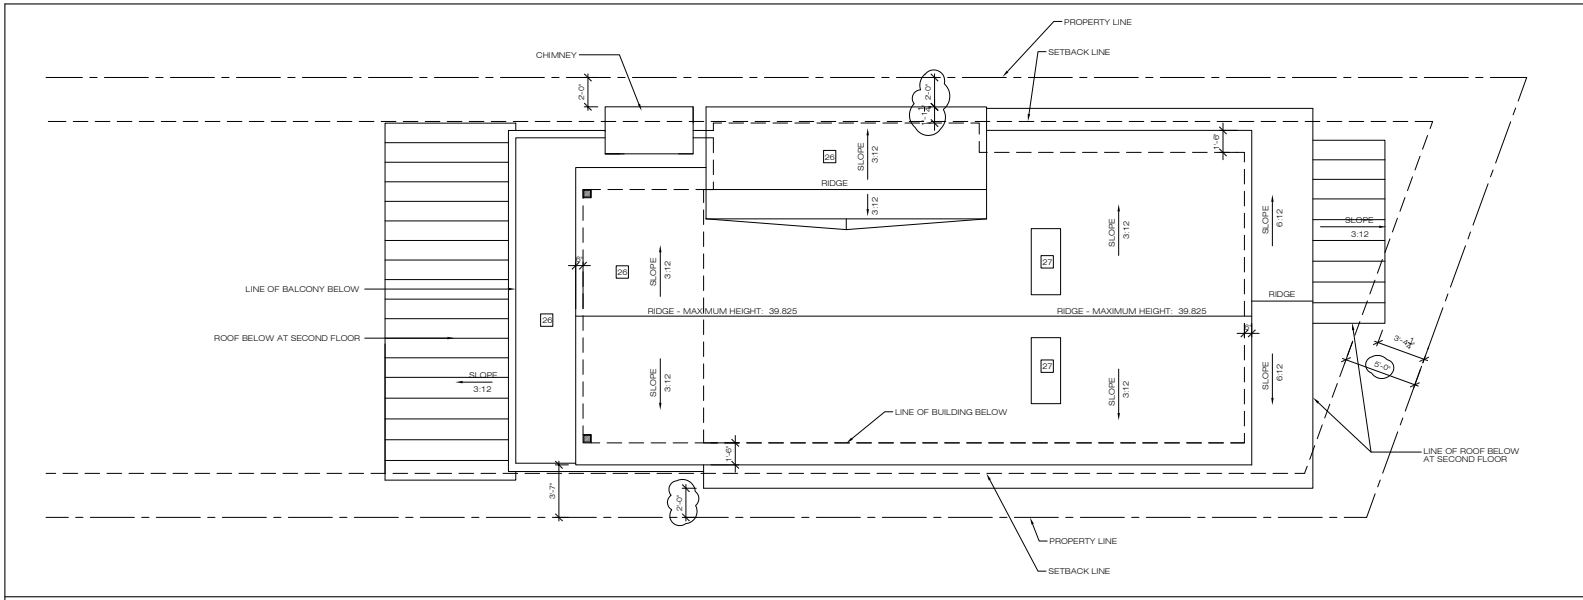 PROPERTY LINE
SETBACK LINE
CHIMNEY
2'-0"
2'-0"
1'-6"
26
SLOPE
3:12
RIDGE
3:12
SLOPE
3:12
SLOPE
6:12
SLOPE
3:12
26
SLOPE
3:12
27
LINE OF BALCONY BELOW
RIDGE
26
RIDGE - MAXIMUM HEIGHT: 39.825
RIDGE - MAXIMUM HEIGHT: 39.825
6"
6"
ROOF BELOW AT SECOND FLOOR
SLOPE
3:12
SLOPE
3:12
27
SLOPE
3:12
SLOPE
6:12
5'-0"
LINE OF BUILDING BELOW
1'-6"
LINE OF ROOF BELOW
AT SECOND FLOOR
3'-7"
2'-0"
PROPERTY LINE
SETBACK LINE